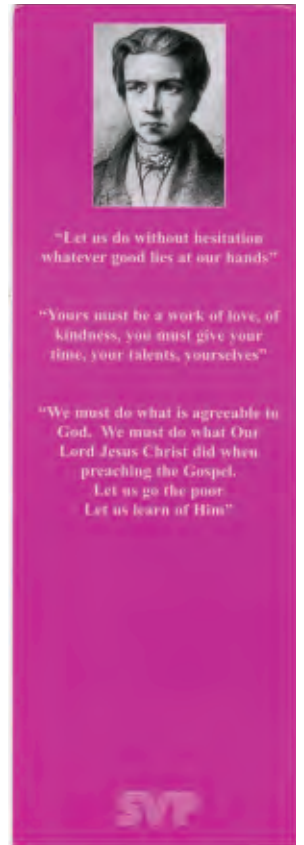 “Let us do without hesitation
whatever good lies at our hands”
“Yours must be a work of love, of
kindness, you must give your
time, your talents, yourselves”
“We must do what is agreeable to
God. We must do what Our
Lord Jesus Christ did when
preaching the Gospel.
Let us go the poor
Let us learn of Him”
SVP